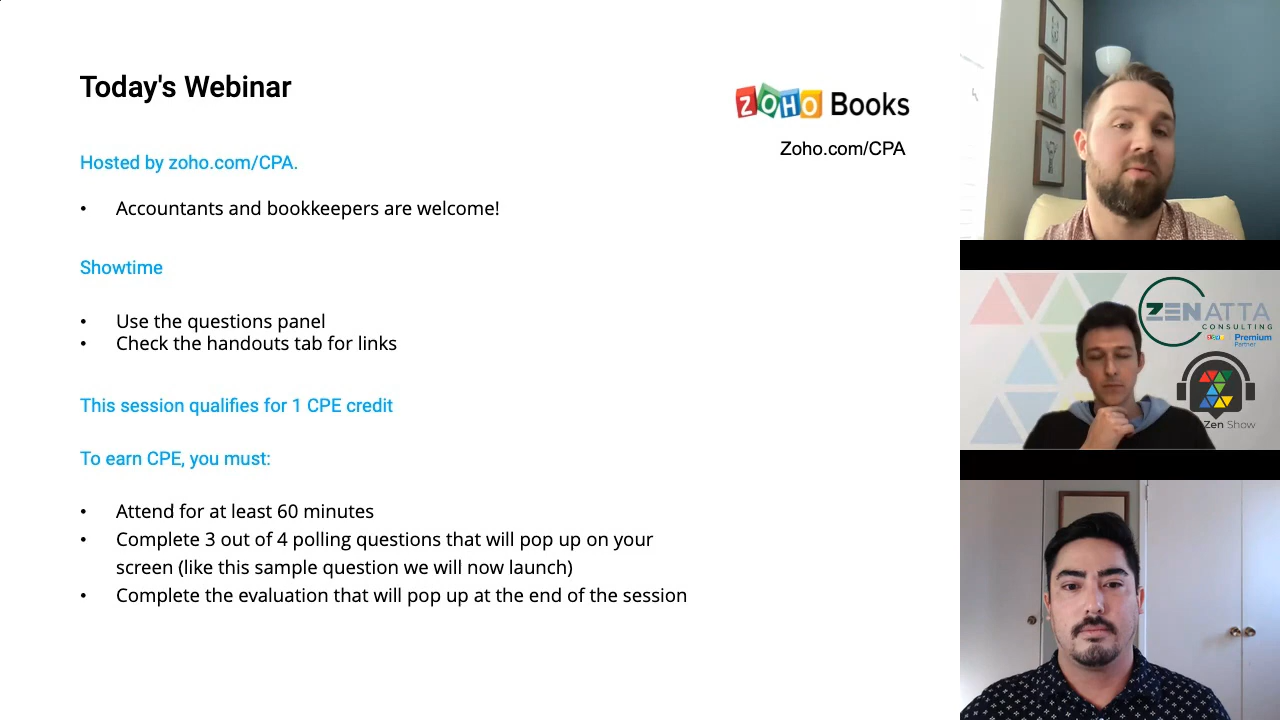 Today's Webinar
ZOHO Books
Zoho.com/CPA
Hosted by zoho.com/CPA.
• Accountants and bookkeepers are welcome!
Showtime
• Use the questions panel
• Check the handouts tab for links
This session qualifies for 1 CPE credit
To earn CPE, you must:
• Attend for at least 60 minutes
• Complete 3 out of 4 polling questions that will pop up on your
screen (like this sample question we will now launch)
• Complete the evaluation that will pop up at the end of the session
ZENATTA
CONSULTING
ZOHO Premium
Partner
Zen Show